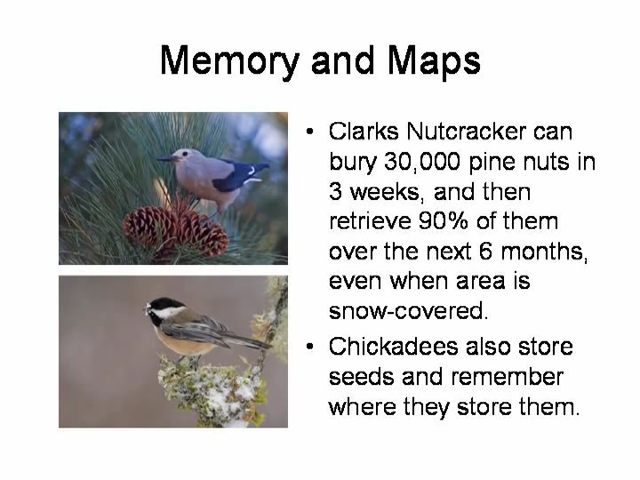 Memory and Maps
• Clarks Nutcracker can
bury 30,000 pine nuts in
3 weeks, and then
retrieve 90% of them
over the next 6 months,
even when area is
snow-covered.
• Chickadees also store
seeds and remember
where they store them.